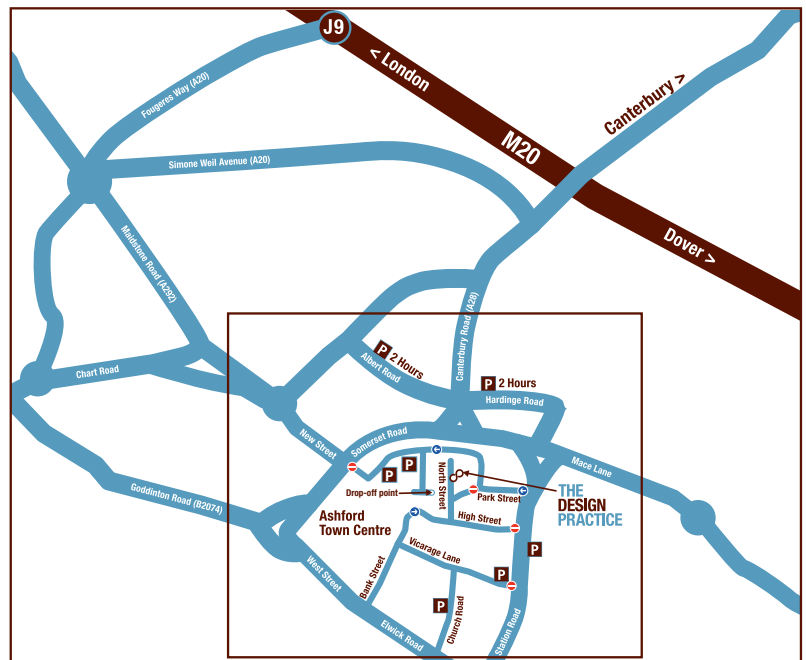 J9
< London
M20
Dover >
Canterbury >
Fougeres Way (A20)
Simone Weil Avenue (A20)
Maidstone Road (A292)
Canterbury Road (A28)
Chart Road
P 2 Hours
Albert Road
P 2 Hours
Hardinge Road
New Street
Somerset Road
Mace Lane
P
P
North Street
Drop-off point
Park Street
THE
DESIGN
PRACTICE
Goddinton Road (B2074)
Ashford
Town Centre
High Street
P
Vicarage Lane
P
Bank Street
West Street
P
Church Road
Elwick Road
Station Road